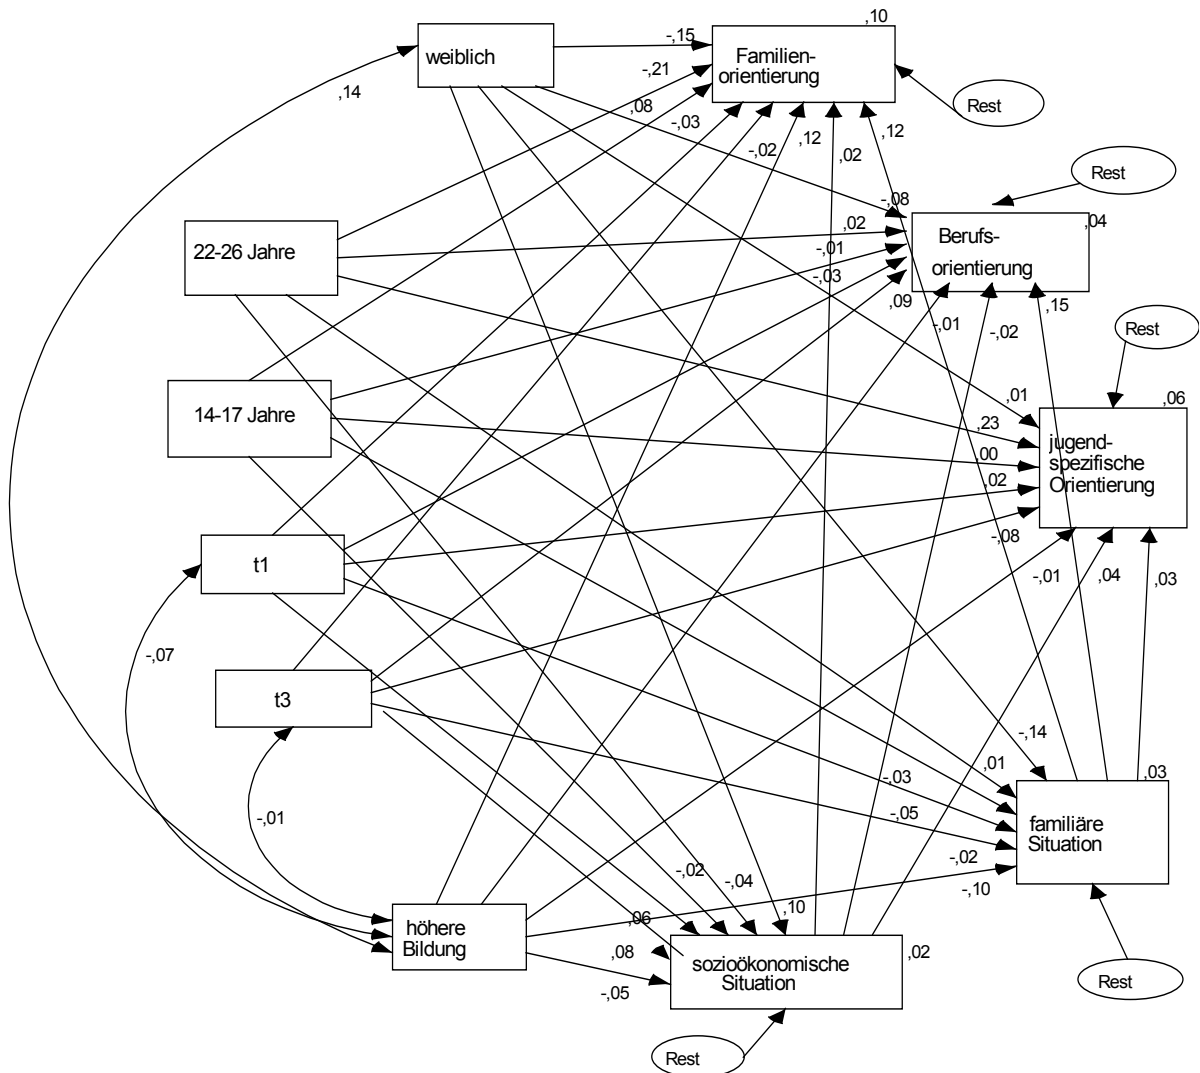 ,10
-,15
weiblich
Familien-
orientierung
-,21
,14
,08
Rest
-,03
,12
,12
-,02
,02
Rest
-,08
,02
,04
22-26 Jahre
-,01
Berufs-
orientierung
-,03
,09
,15
-,01
-,02
Rest
,01
,06
14-17 Jahre
,23
jugend-
spezifische
Orientierung
,00
,02
-,08
t1
-,01
,04
,03
-,07
t3
-,14
,01
,03
-,03
-,01
-,05
familiäre
Situation
-,02
-,02
-,04
-,10
,10
höhere
Bildung
,06
,08
,02
sozioökonomische
Situation
-,05
Rest
Rest